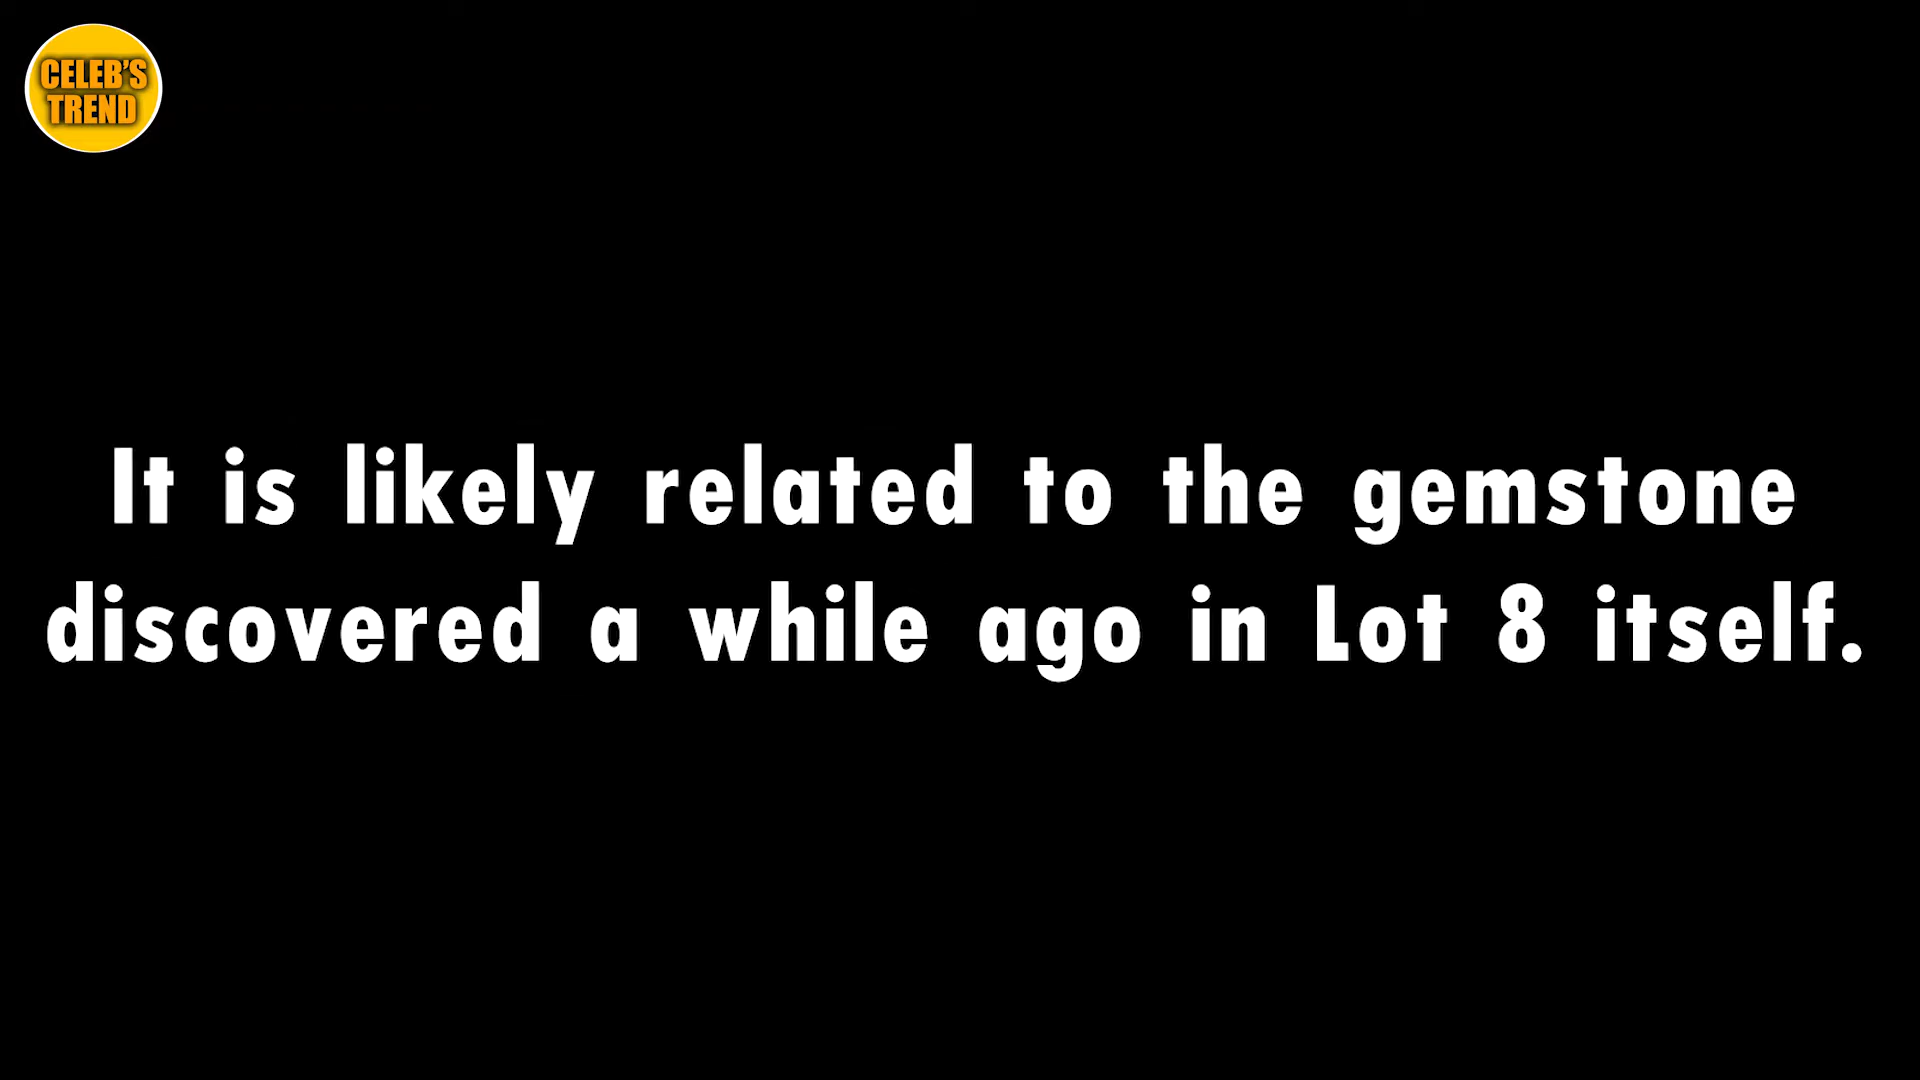 CELEB'S
TREND
It is likely related to the gemstone
discovered a while ago in Lot 8 itself.